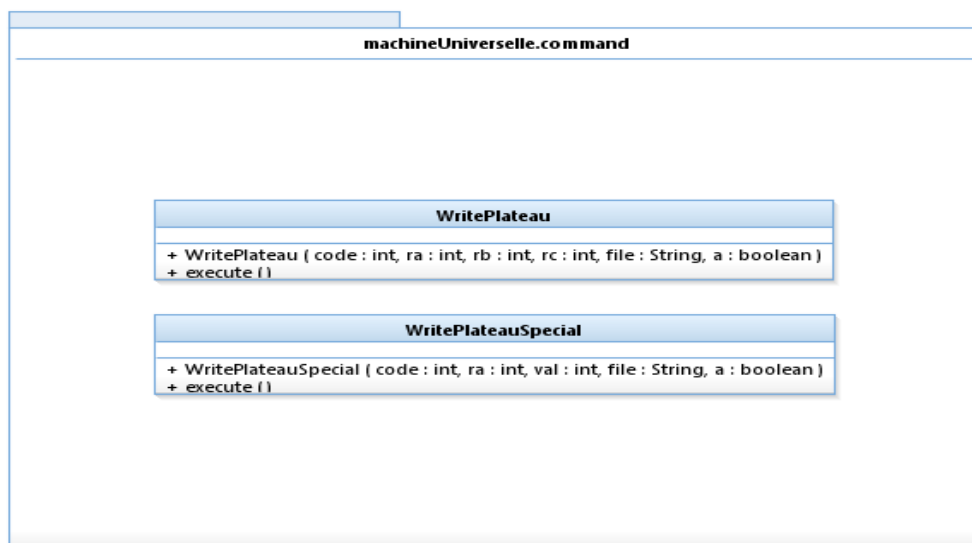 machineUniverselle.command
WritePlateau
+ WritePlateau ( code : int, ra : int, rb : int, rc : int, file : String, a : boolean )
+ execute ()
WritePlateauSpecial
+ WritePlateauSpecial ( code : int, ra : int, val : int, file : String, a : boolean )
+ execute ()